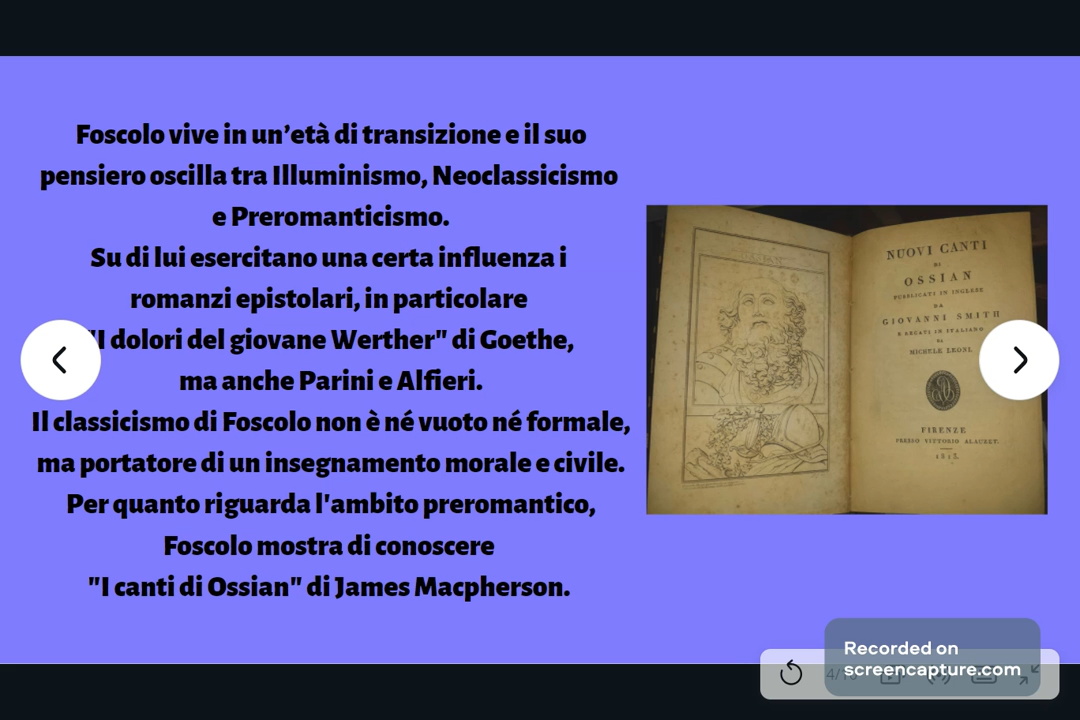 Foscolo vive in un'età di transizione e il suo
pensiero oscilla tra Illuminismo, Neoclassicismo
e Preromanticismo.
Su di lui esercitano una certa influenza i
romanzi epistolari, in particolare
"I dolori del giovane Werther" di Goethe,
ma anche Parini e Alfieri.
Il classicismo di Foscolo non è né vuoto né formale,
ma portatore di un insegnamento morale e civile.
Per quanto riguarda l'ambito preromantico,
Foscolo mostra di conoscere
"I canti di Ossian" di James Macpherson.
OSSIAN
NUOVI CANTI
DI
OSSIAN
PUBBLICATI IN INGLESE
DA
GIOVANNI SMITH
E RECATI IN ITALIANO
DA
MICHELE LEONI.
FIRENZE
PRESSO VITTORIO ALAUZET.
1813.
Recorded on
screencapture.com